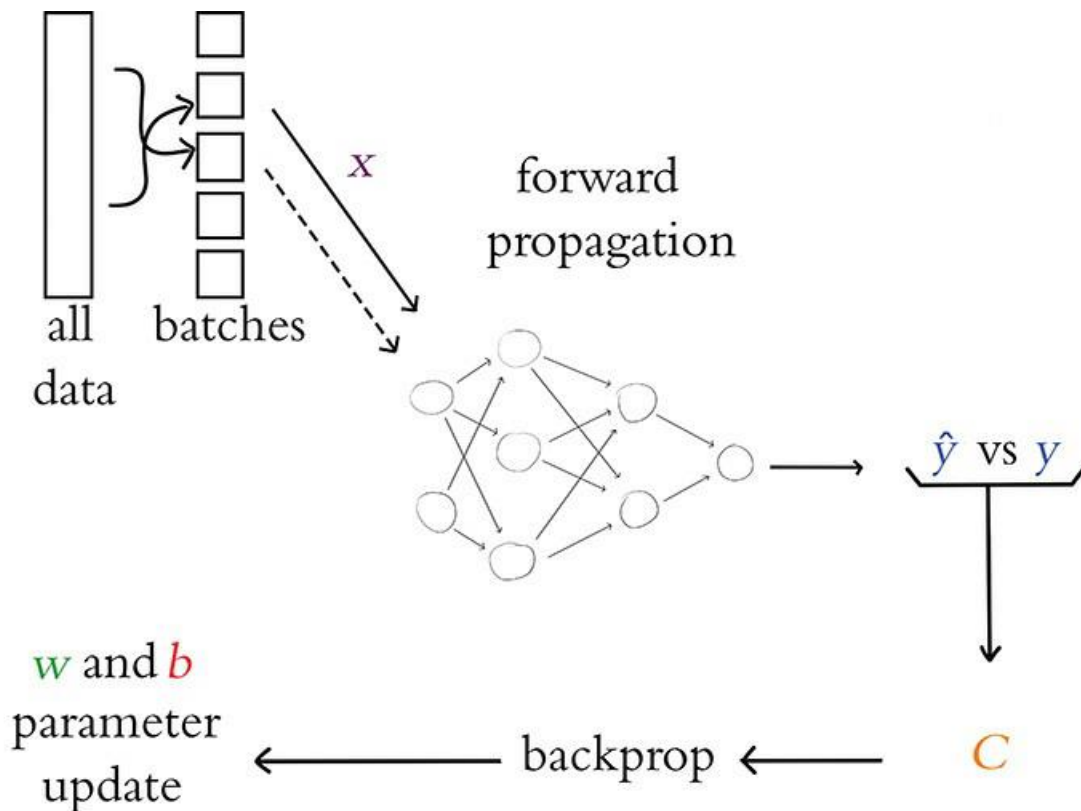 x
forward
propagation
all
data
batches
ŷ vs y
w and b
parameter
update
backprop
C